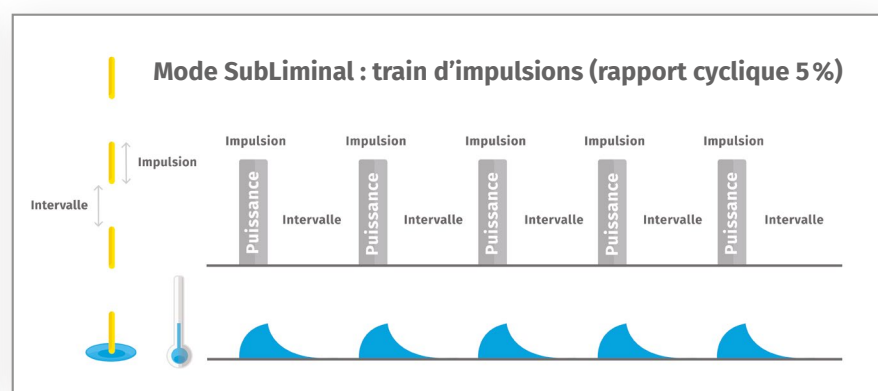 Mode SubLiminal : train d'impulsions (rapport cyclique 5 %)
Impulsion Impulsion Impulsion Impulsion Impulsion
Impulsion
Intervalle
Puissance Puissance Puissance Puissance Puissance
Intervalle Intervalle Intervalle Intervalle Intervalle